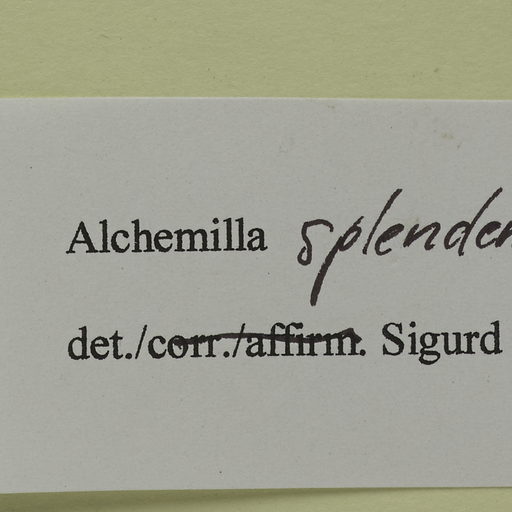 Alchemilla splenden
det./corr./affirm. Sigurd